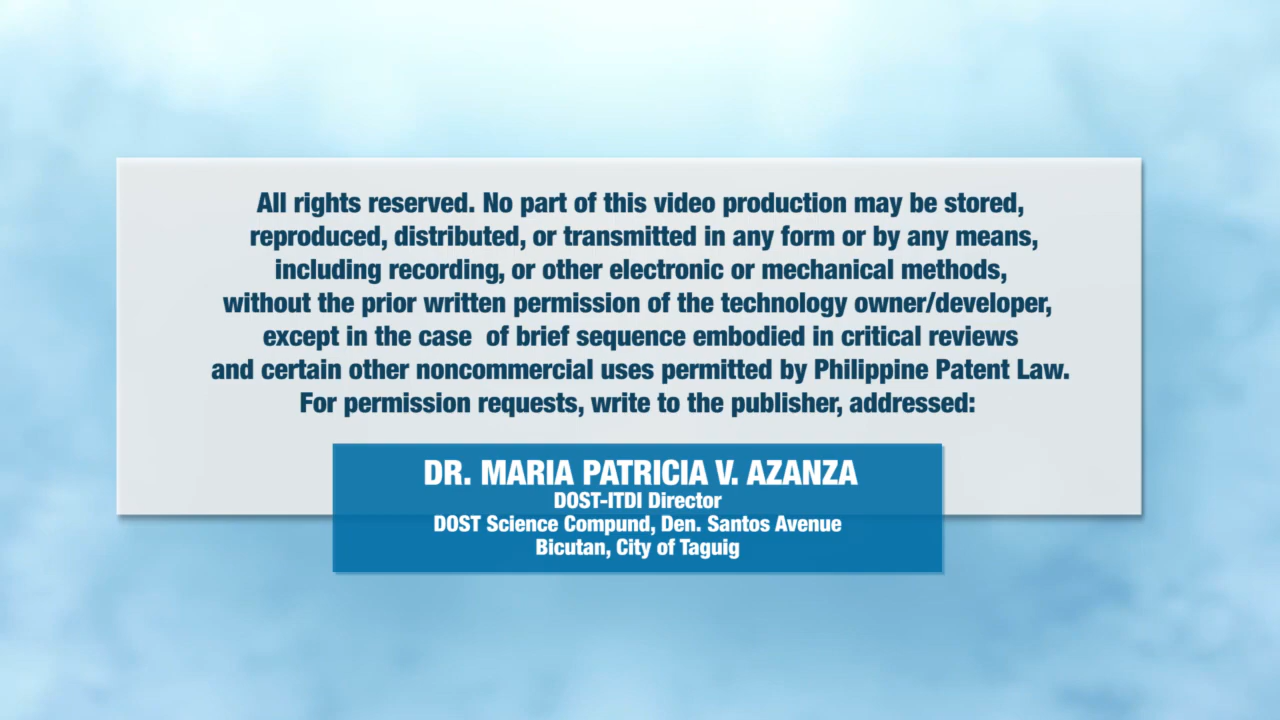 All rights reserved. No part of this video production may be stored,
reproduced, distributed, or transmitted in any form or by any means,
including recording, or other electronic or mechanical methods,
without the prior written permission of the technology owner/developer,
except in the case  of brief sequence embodied in critical reviews
and certain other noncommercial uses permitted by Philippine Patent Law.
For permission requests, write to the publisher, addressed:
DR. MARIA PATRICIA V. AZANZA
DOST-ITDI Director
DOST Science Compund, Den. Santos Avenue
Bicutan, City of Taguig